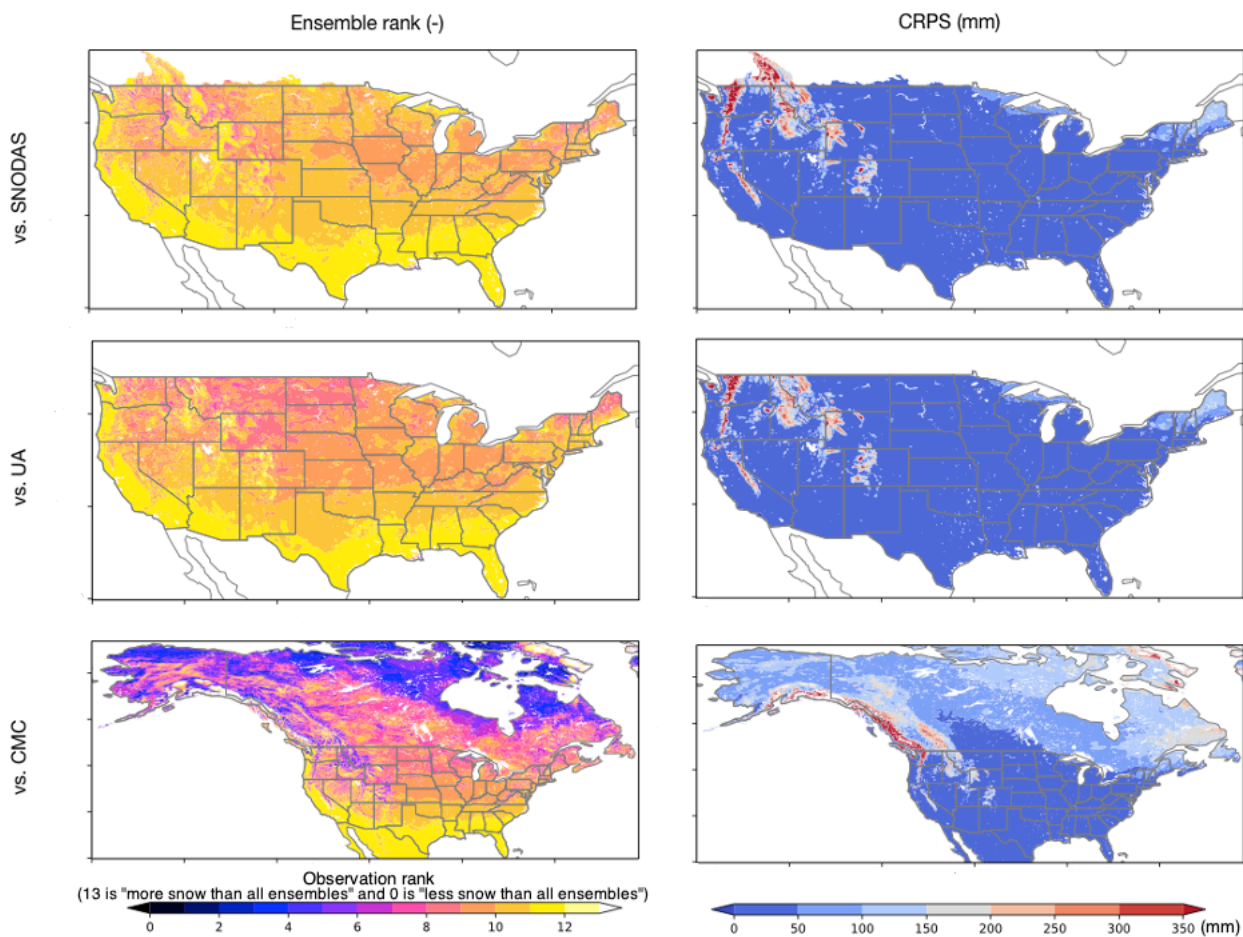 Ensemble rank (-)
CRPS (mm)
vs. SNODAS
vs. UA
vs. CMC
Observation rank
(13 is "more snow than all ensembles" and 0 is "less snow than all ensembles")
0 2 4 6 8 10 12
0 50 100 150 200 250 300 350 (mm)